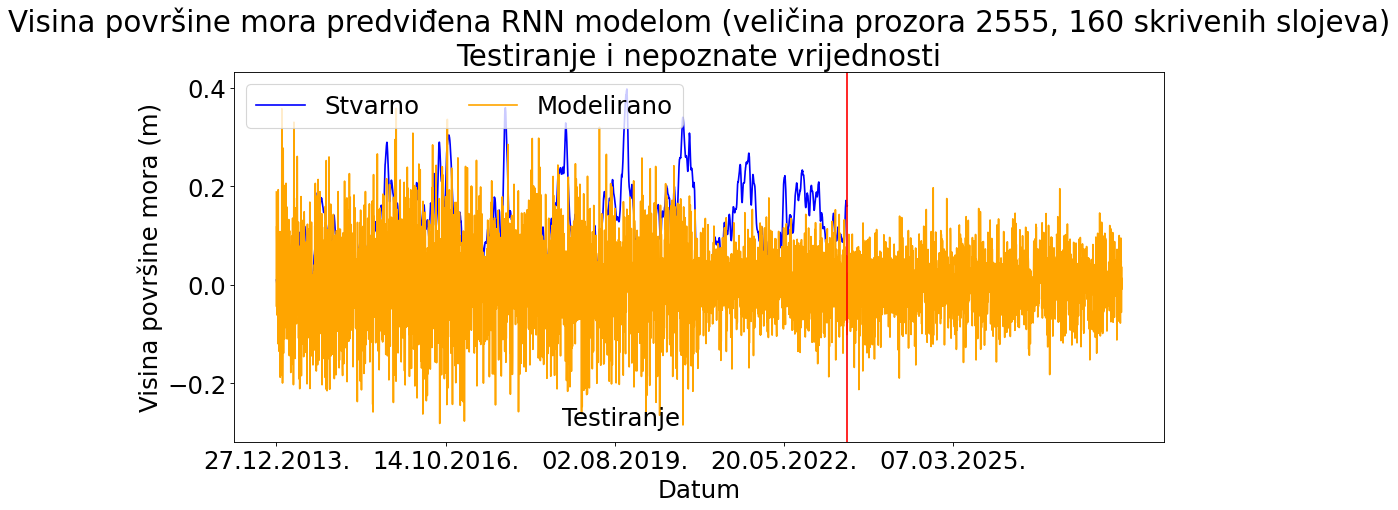 Visina površine mora predviđena RNN modelom (veličina prozora 2555, 160 skrivenih slojeva)
Testiranje i nepoznate vrijednosti
Stvarno
Modelirano
Visina površine mora (m)
0.4
0.2
0.0
−0.2
Testiranje
27.12.2013.
14.10.2016.
02.08.2019.
20.05.2022.
07.03.2025.
Datum